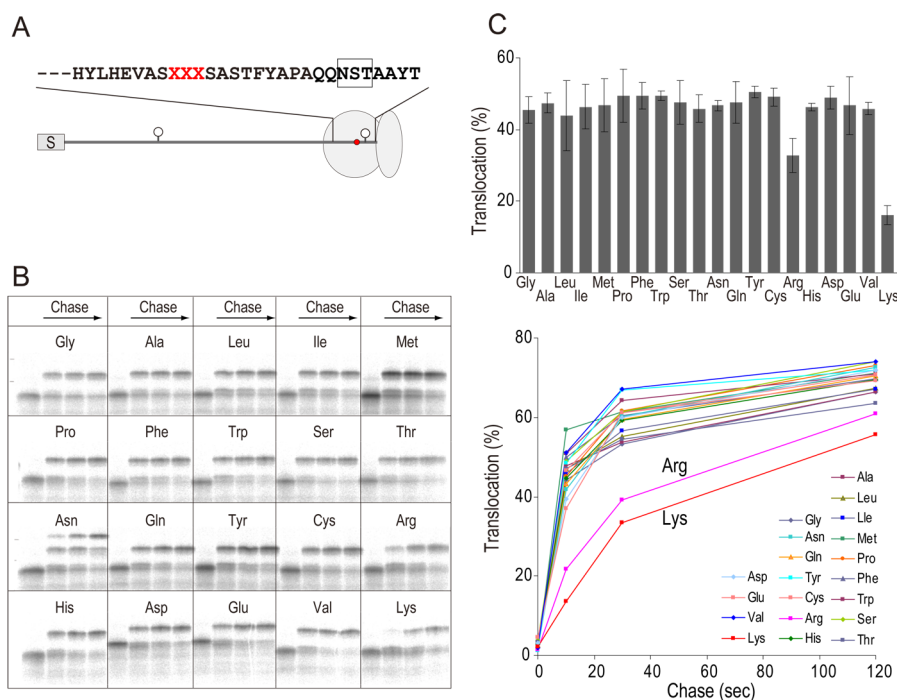 A
---HYLHEVASXXXSASTFYAPAQQNSTAAYT
S
B
Chase Chase Chase Chase Chase
Gly Ala Leu Ile Met
Pro Phe Trp Ser Thr
Asn Gln Tyr Cys Arg
His Asp Glu Val Lys
C
Translocation (%)
60
40
20
0
Gly Ala Leu Ile Met Pro Phe Trp Ser Thr Asn Gln Tyr Cys Arg His Asp Glu Val Lys
Translocation (%)
80
60
40
20
0
Arg
Lys
Ala
Leu
Gly Lle
Asn Met
Gln Pro
Asp Tyr Phe
Glu Cys Trp
Val Arg Ser
Lys His Thr
0 20 40 60 80 100 120
Chase (sec)